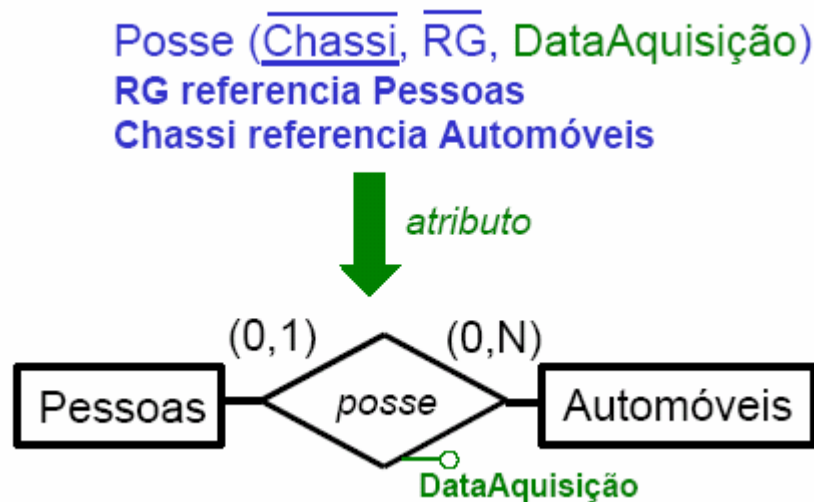 Posse (Chassi, RG, DataAquisição)
RG referencia Pessoas
Chassi referencia Automóveis
atributo
(0,1) (0,N)
Pessoas posse Automóveis
DataAquisição